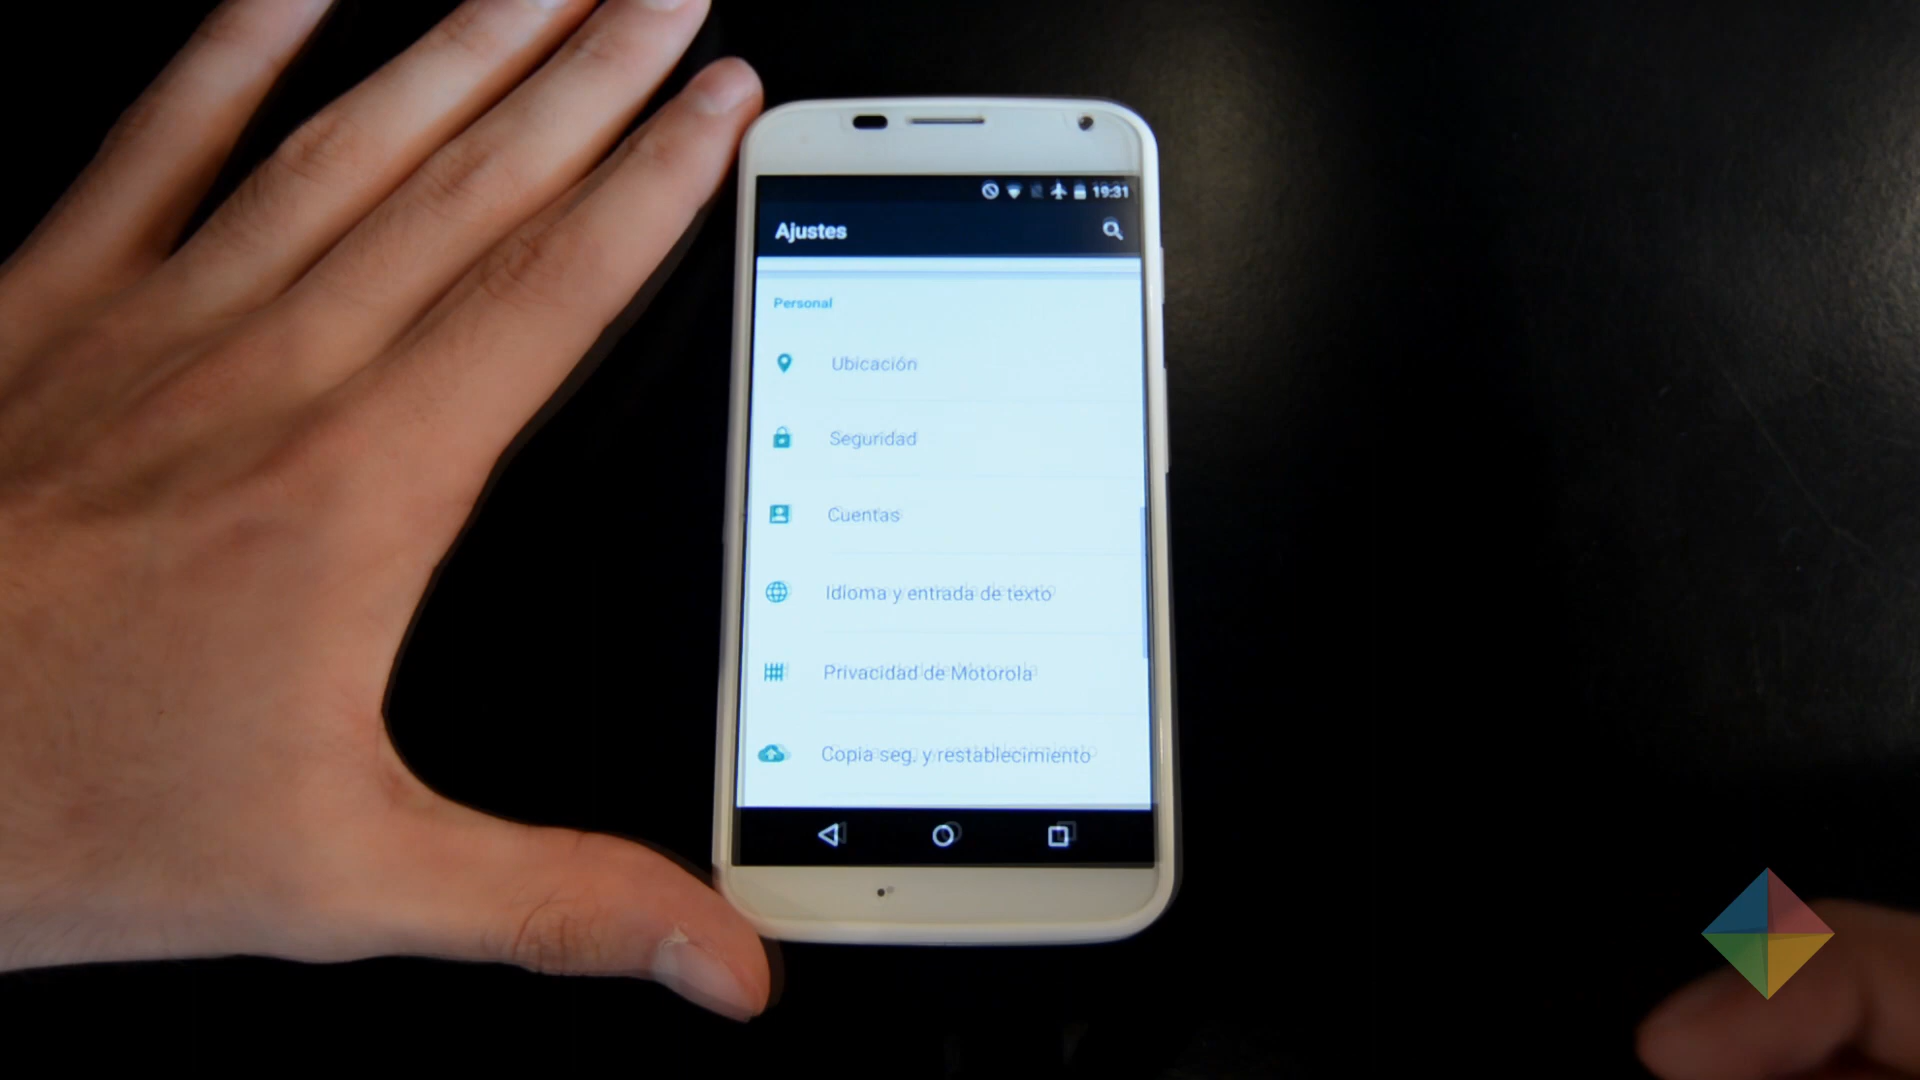 19:31
Ajustes
Personal
Ubicación
Seguridad
Cuentas
Idioma y entrada de texto
Privacidad de Motorola
Copia seg. y restablecimiento